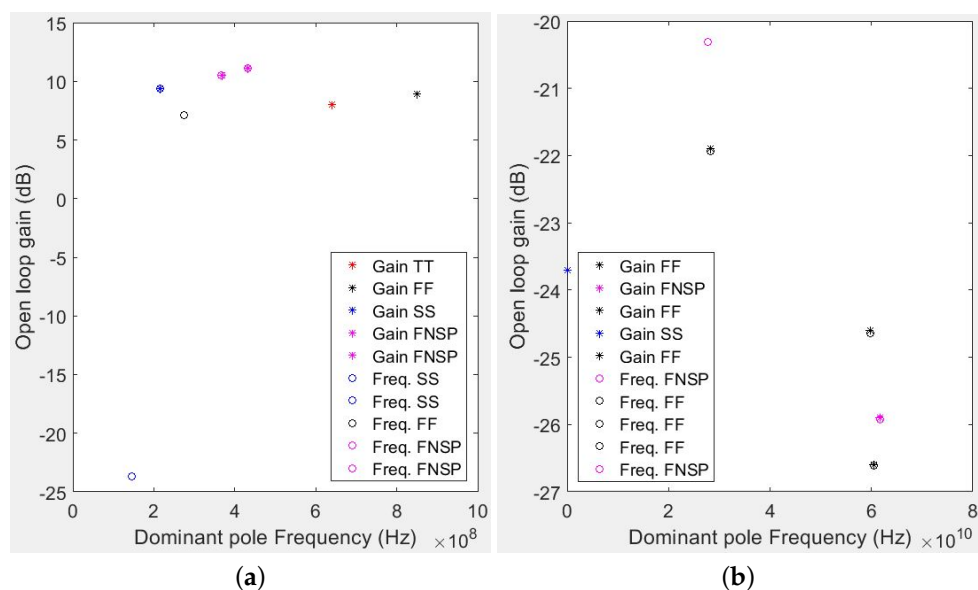 15
10
5
0
-5
-10
-15
-20
-25
Open loop gain (dB)
0
2
4
6
8
10
Dominant pole Frequency (Hz)
×10^8
Gain TT
Gain FF
Gain SS
Gain FNSP
Gain FNSP
Freq. SS
Freq. SS
Freq. FF
Freq. FNSP
Freq. FNSP
(a)
-20
-21
-22
-23
-24
-25
-26
-27
Open loop gain (dB)
0
2
4
6
8
Dominant pole Frequency (Hz)
×10^10
Gain FF
Gain FNSP
Gain FF
Gain SS
Gain FF
Freq. FNSP
Freq. FF
Freq. FF
Freq. FF
Freq. FNSP
(b)